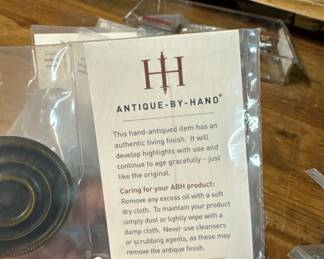 H
ANTIQUE-BY-HAND®
This hand-antiqued item has an
authentic living finish. It will
develop highlights with use and
continue to age gracefully – just
like the original.
Caring for your ABH product:
Remove any excess oil with a soft
dry cloth. To maintain your product
simply dust or lightly wipe with a
damp cloth. Never use cleansers
or scrubbing agents, as these may
remove the antique finish.